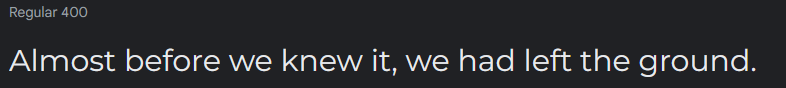 Regular 400
Almost before we knew it, we had left the ground.